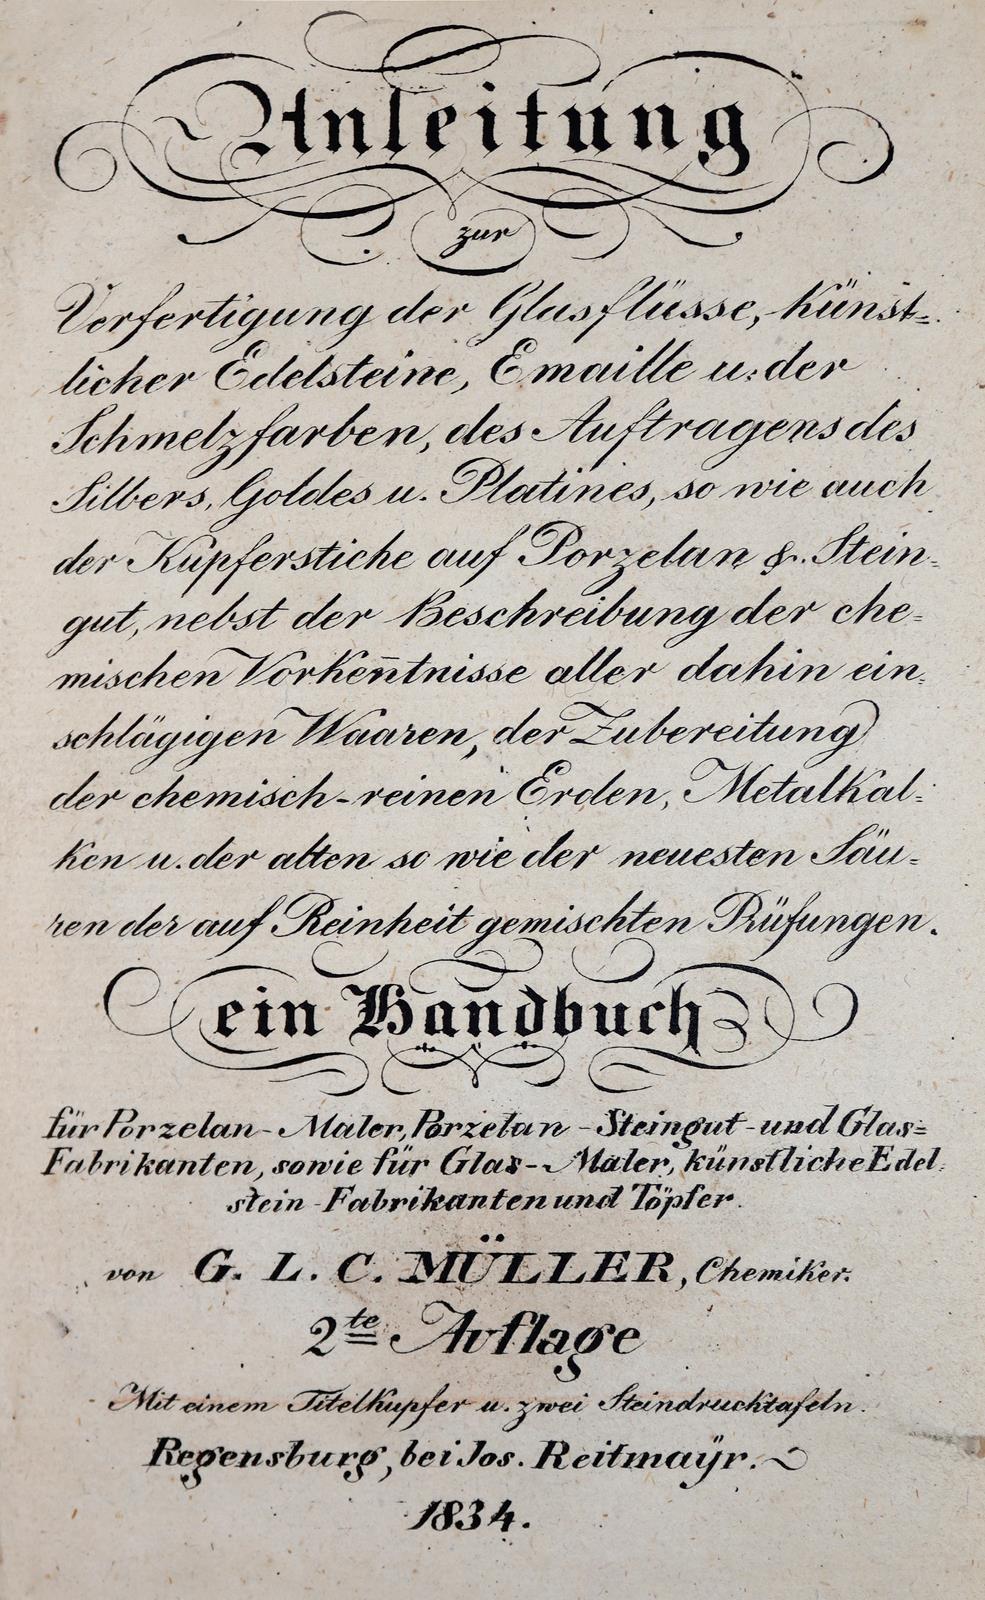 Anleitung
zur
Verfertigung der Glasflüsse, künst=
licher Edelsteine, Emaille u: der
Schmelzfarben, des Auftragens des
Silbers, Goldes u. Platines, so wie auch
der Kupferstiche auf Porzelan &. Stein=
gut, nebst der Beschreibung der che=
mischen Vorkeñtnisse aller dahin ein=
schlägigen Waaren, der Zubereitung
der chemisch-reinen Erden, Metalkal=
ken u. der alten so wie der neuesten Säu=
ren der auf Reinheit gemischten Prüfungen.
ein Handbuch
für Porzelan-Maler, Porzelan-Steingut-und Glas=
Fabrikanten, sowie für Glas-Maler, künstliche Edel=
stein-Fabrikanten und Töpfer.
von G. L. C. MÜLLER, Chemiker.
2te Auflage
Mit einem Titelkupfer u. zwei Steindrucktafeln.
Regensburg, bei Jos. Reitmaÿr.
1834.